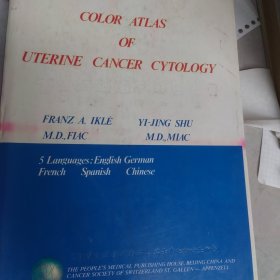 COLOR ATLAS
OF
UTERINE CANCER CYTOLOGY
FRANZ A. IKLÉ YI-JING SHU
M.D., FIAC M.D., MIAC
5 Languages: English German
French Spanish Chinese
THE PEOPLE'S MEDICAL PUBLISHING HOUSE, BEIJING CHINA AND
CANCER SOCIETY OF SWITZERLAND ST. GALLEN — APPENZELL